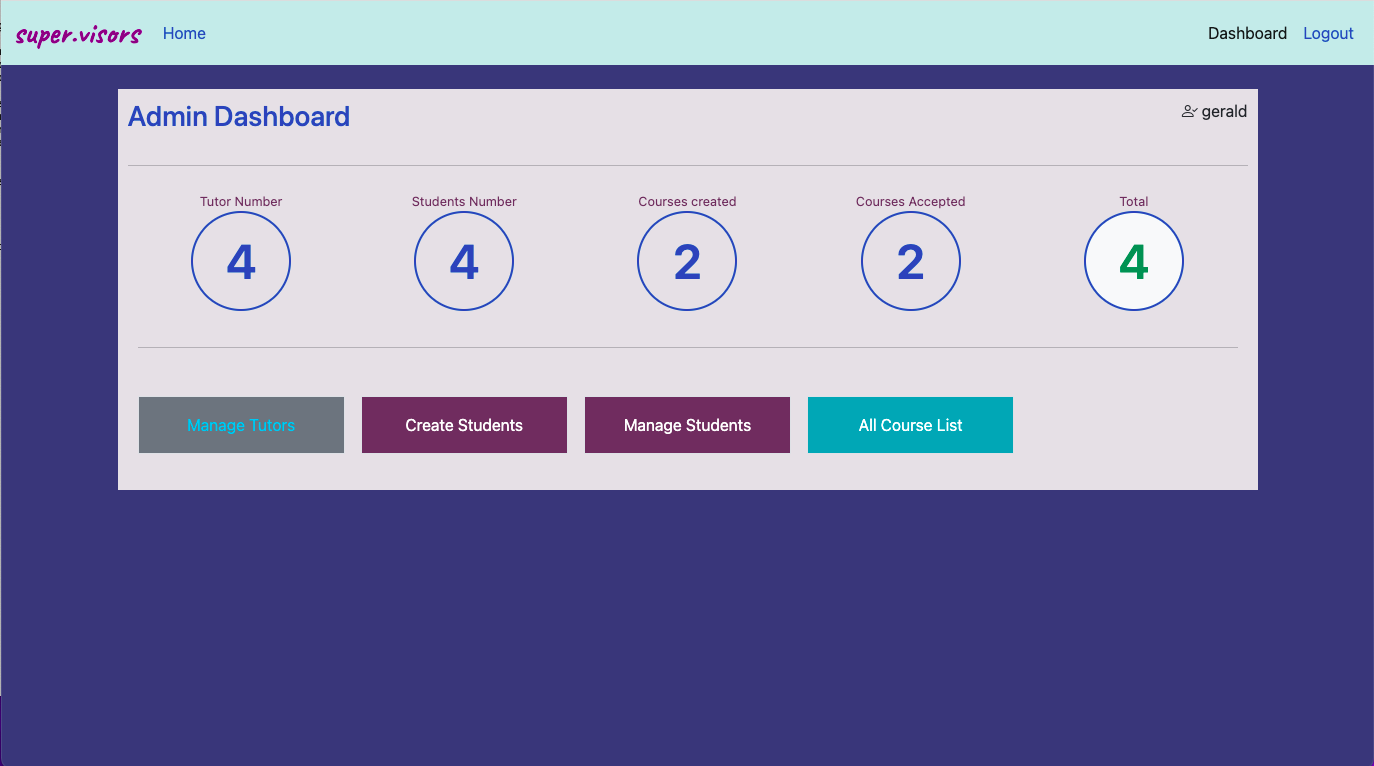 super.visors Home Dashboard Logout
Admin Dashboard
gerald
Tutor Number Students Number Courses created Courses Accepted Total
4 4 2 2 4
Manage Tutors Create Students Manage Students All Course List